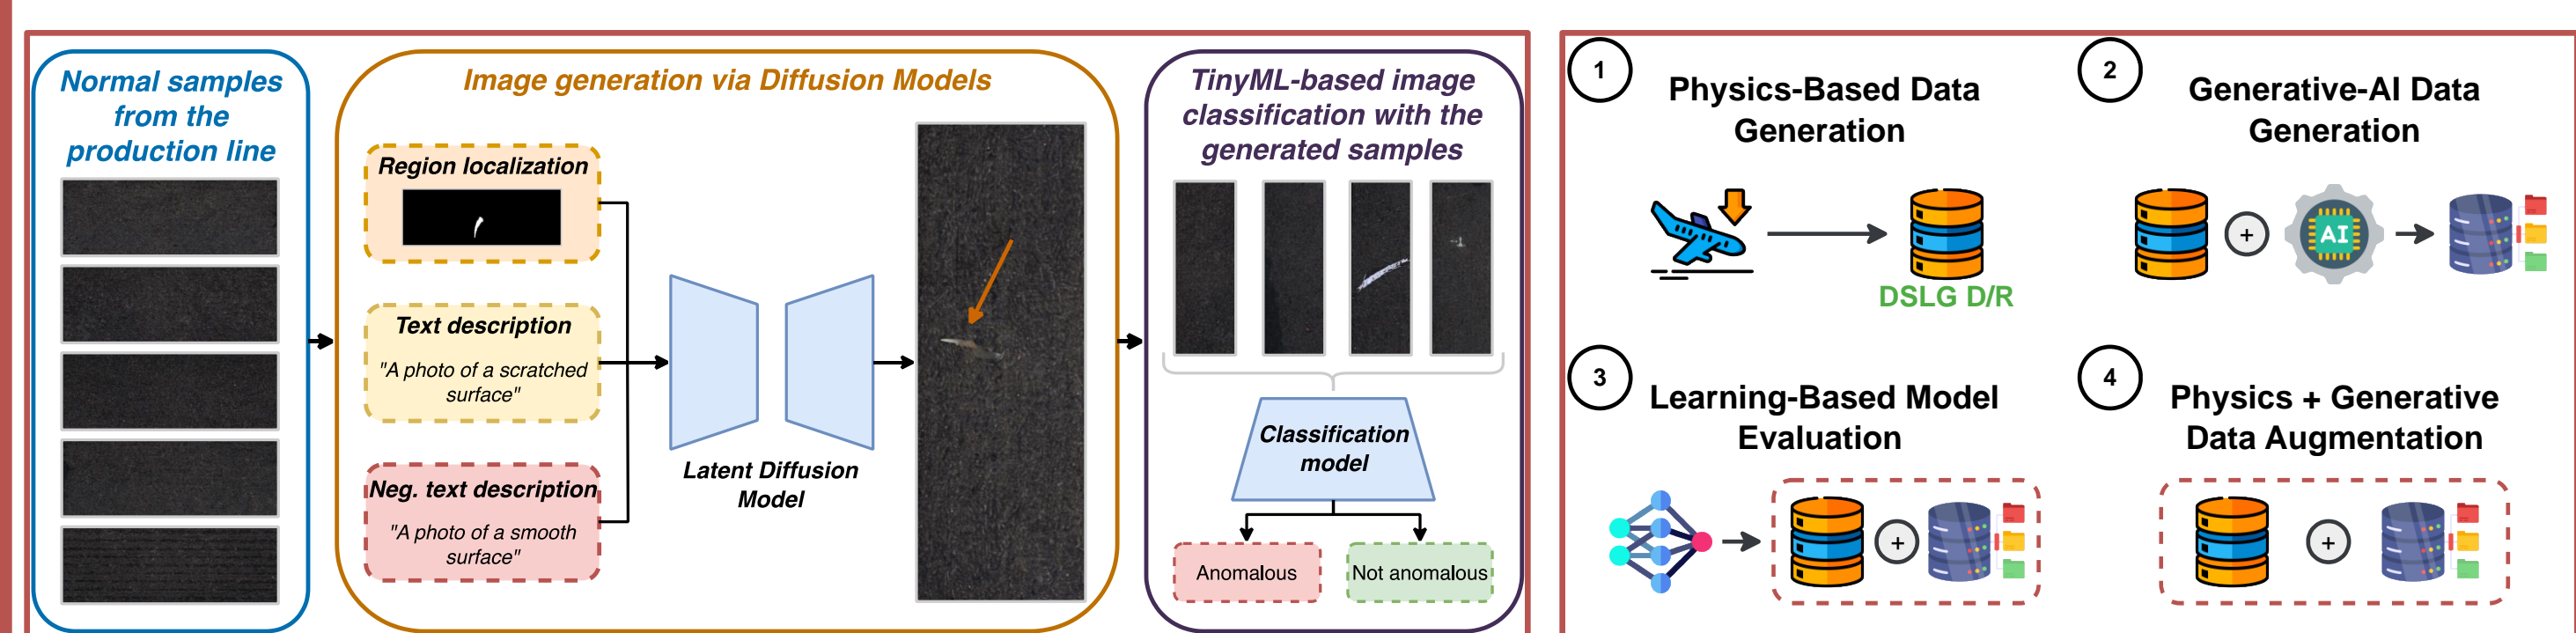 Normal samples
from the
production line
Image generation via Diffusion Models
Region localization
Text description
"A photo of a scratched
surface"
Neg. text description
"A photo of a smooth
surface"
Latent Diffusion
Model
TinyML-based image
classification with the
generated samples
Classification
model
Anomalous
Not anomalous
1
Physics-Based Data
Generation
DSLG D/R
2
Generative-AI Data
Generation
+
AI
3
Learning-Based Model
Evaluation
+
4
Physics + Generative
Data Augmentation
+